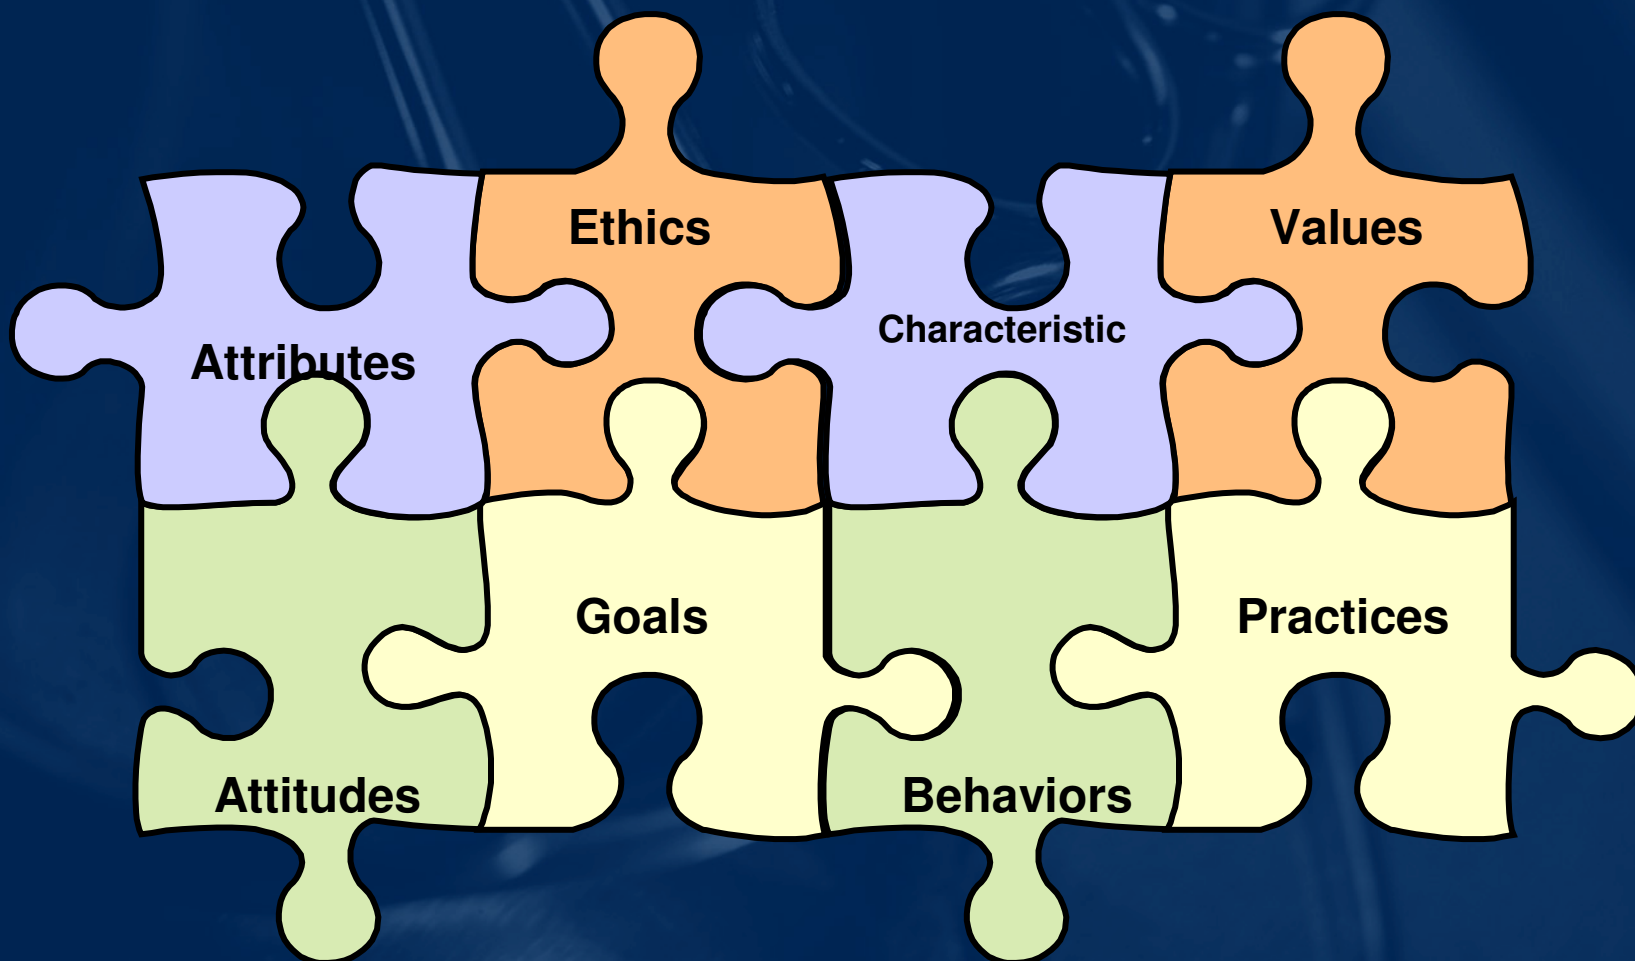 Ethics
Values
Attributes
Characteristic
Goals
Practices
Attitudes
Behaviors